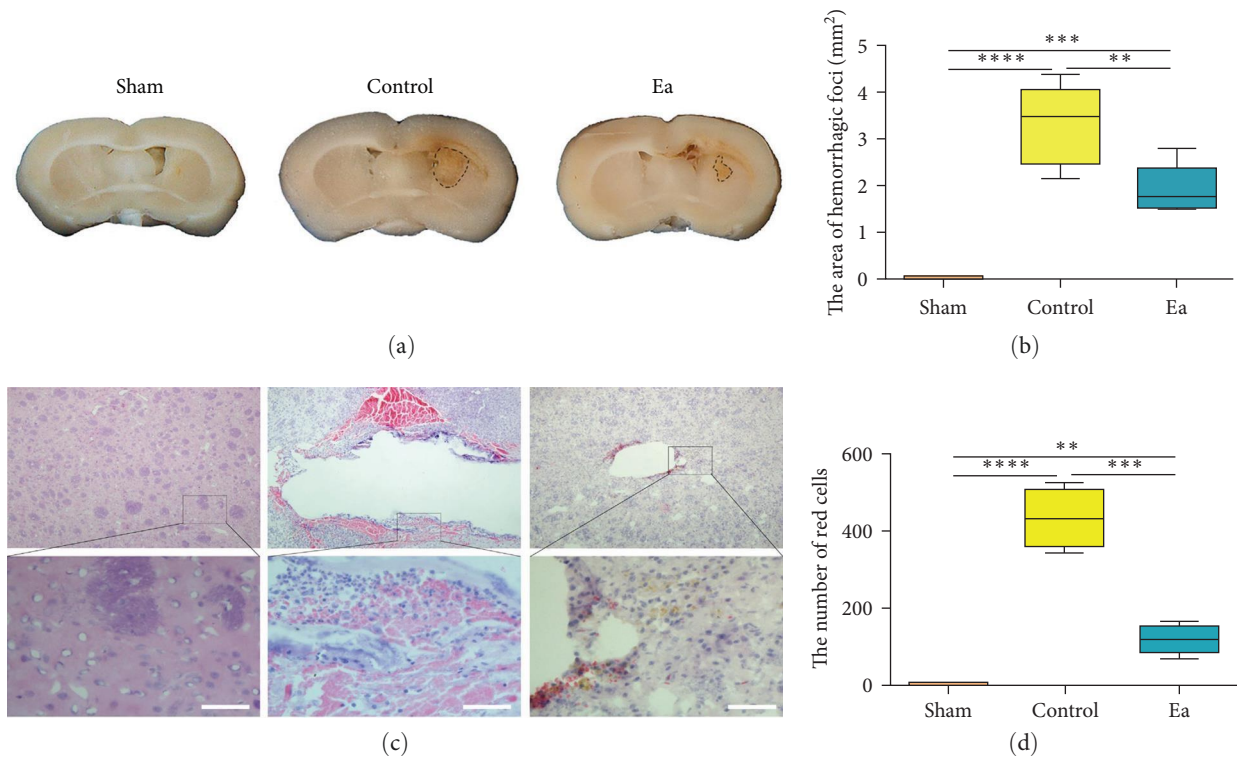 Sham
Control
Ea
(a)
The area of hemorrhagic foci (mm²)
5
4
3
2
1
0
***
**** **
Sham Control Ea
(b)
(c)
The number of red cells
600
400
200
0
**
**** ***
Sham Control Ea
(d)